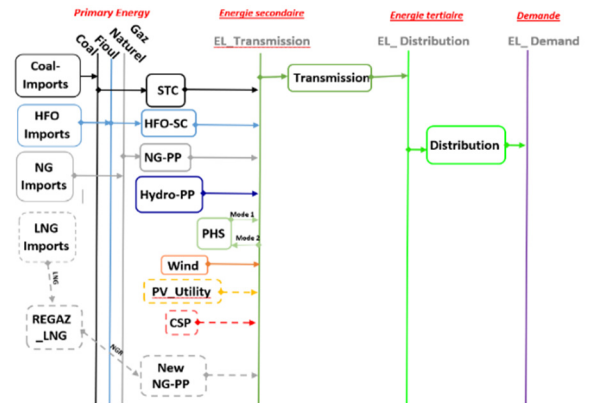 Primary Energy
Energie secondaire
Energie tertiaire
Demande
Coal
Fioul
Gaz
Naturel
EL_Transmission
EL_ Distribution
EL_ Demand
Coal-
Imports
STC
Transmission
HFO
Imports
HFO-SC
Distribution
NG
Imports
NG-PP
Hydro-PP
LNG
Imports
PHS
Mode 1
Mode 2
Wind
LNG
PV_Utility
REGAZ
_LNG
CSP
NGR
New
NG-PP